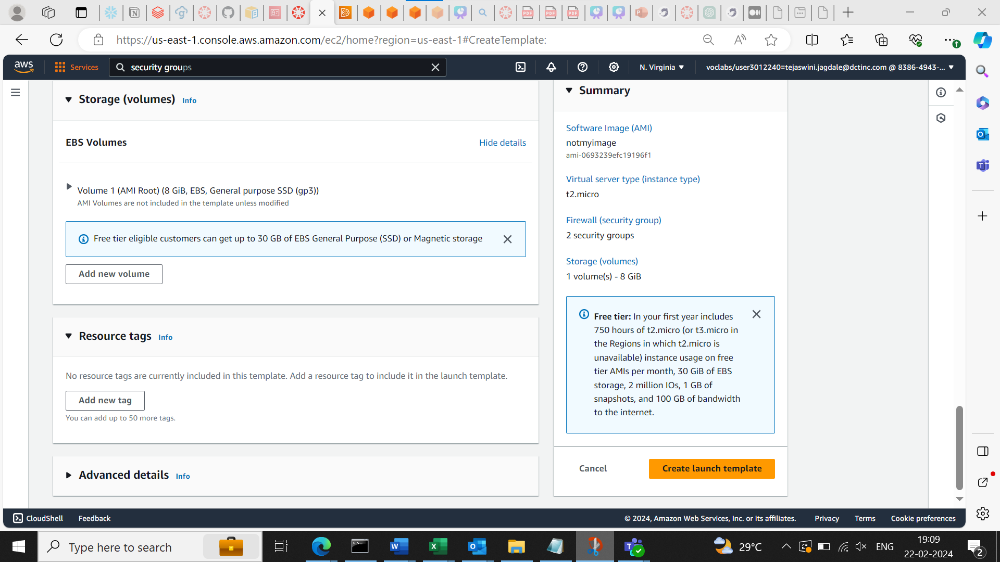 https://us-east-1.console.aws.amazon.com/ec2/home?region=us-east-1#CreateTemplate:
aws
Services
security groups
N. Virginia
voclabs/user3012240=tejaswini.jagdale@dctinc.com @ 8386-4943-...
Storage (volumes) Info
EBS Volumes
Hide details
Volume 1 (AMI Root) (8 GiB, EBS, General purpose SSD (gp3))
AMI Volumes are not included in the template unless modified
Free tier eligible customers can get up to 30 GB of EBS General Purpose (SSD) or Magnetic storage
Add new volume
Resource tags Info
No resource tags are currently included in this template. Add a resource tag to include it in the launch template.
Add new tag
You can add up to 50 more tags.
Advanced details Info
Summary
Software Image (AMI)
notmyimage
ami-0693239efc19196f1
Virtual server type (instance type)
t2.micro
Firewall (security group)
2 security groups
Storage (volumes)
1 volume(s) - 8 GiB
Free tier: In your first year includes
750 hours of t2.micro (or t3.micro in
the Regions in which t2.micro is
unavailable) instance usage on free
tier AMIs per month, 30 GiB of EBS
storage, 2 million IOs, 1 GB of
snapshots, and 100 GB of bandwidth
to the internet.
Cancel
Create launch template
CloudShell
Feedback
© 2024, Amazon Web Services, Inc. or its affiliates.
Privacy
Terms
Cookie preferences
Type here to search
29°C
ENG
19:09
22-02-2024
2